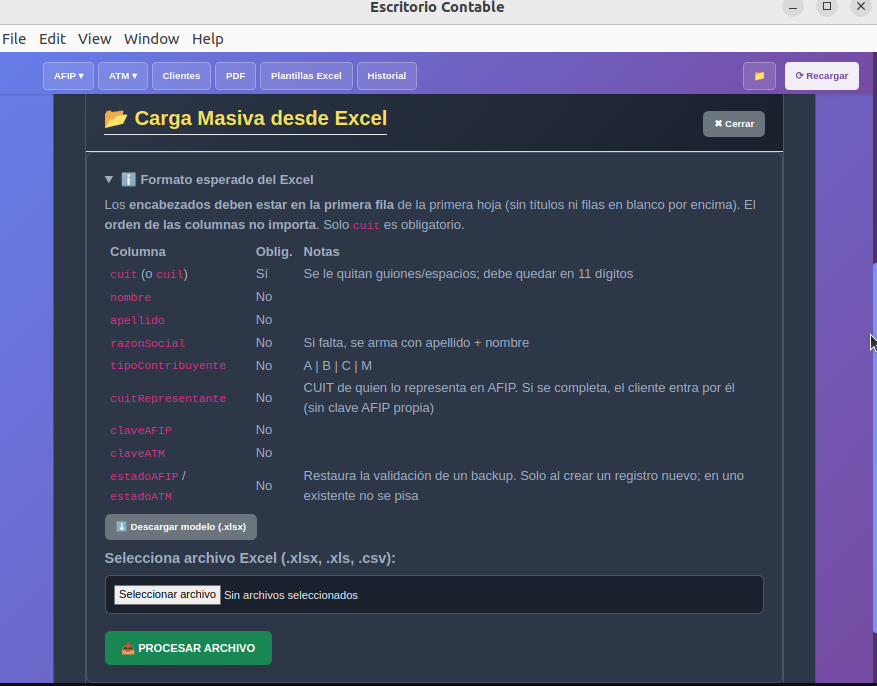 Escritorio Contable
File Edit View Window Help
AFIP ▾ ATM ▾ Clientes PDF Plantillas Excel Historial 📁 ⟳ Recargar
📂 Carga Masiva desde Excel
✖ Cerrar
▼ ℹ️ Formato esperado del Excel
Los encabezados deben estar en la primera fila de la primera hoja (sin títulos ni filas en blanco por encima). El
orden de las columnas no importa. Solo cuit es obligatorio.
Columna Oblig. Notas
cuit (o cuil) Sí Se le quitan guiones/espacios; debe quedar en 11 dígitos
nombre No
apellido No
razonSocial No Si falta, se arma con apellido + nombre
tipoContribuyente No A | B | C | M
cuitRepresentante No CUIT de quien lo representa en AFIP. Si se completa, el cliente entra por él
(sin clave AFIP propia)
claveAFIP No
claveATM No
estadoAFIP / estadoATM No Restaura la validación de un backup. Solo al crear un registro nuevo; en uno
existente no se pisa
⬇️ Descargar modelo (.xlsx)
Selecciona archivo Excel (.xlsx, .xls, .csv):
Seleccionar archivo Sin archivos seleccionados
📤 PROCESAR ARCHIVO